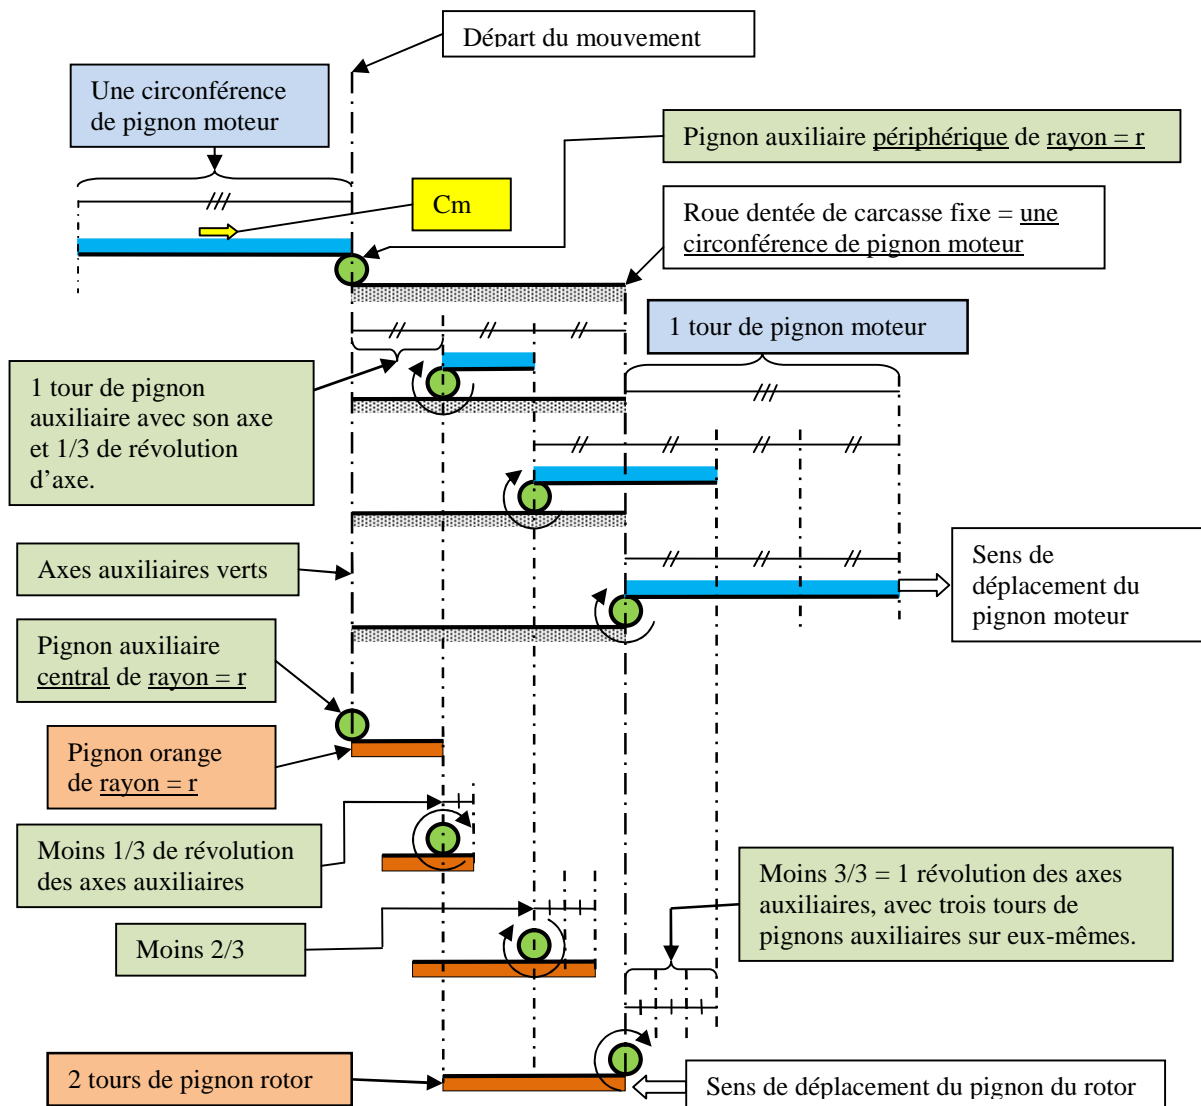 Départ du mouvement
Une circonférence
de pignon moteur
Pignon auxiliaire périphérique de rayon = r
Cm
Roue dentée de carcasse fixe = une
circonférence de pignon moteur
1 tour de pignon moteur
1 tour de pignon
auxiliaire avec son axe
et 1/3 de révolution
d’axe.
Axes auxiliaires verts
Sens de
déplacement du
pignon moteur
Pignon auxiliaire
central de rayon = r
Pignon orange
de rayon = r
Moins 1/3 de révolution
des axes auxiliaires
Moins 3/3 = 1 révolution des axes
auxiliaires, avec trois tours de
pignons auxiliaires sur eux-mêmes.
Moins 2/3
2 tours de pignon rotor
Sens de déplacement du pignon du rotor